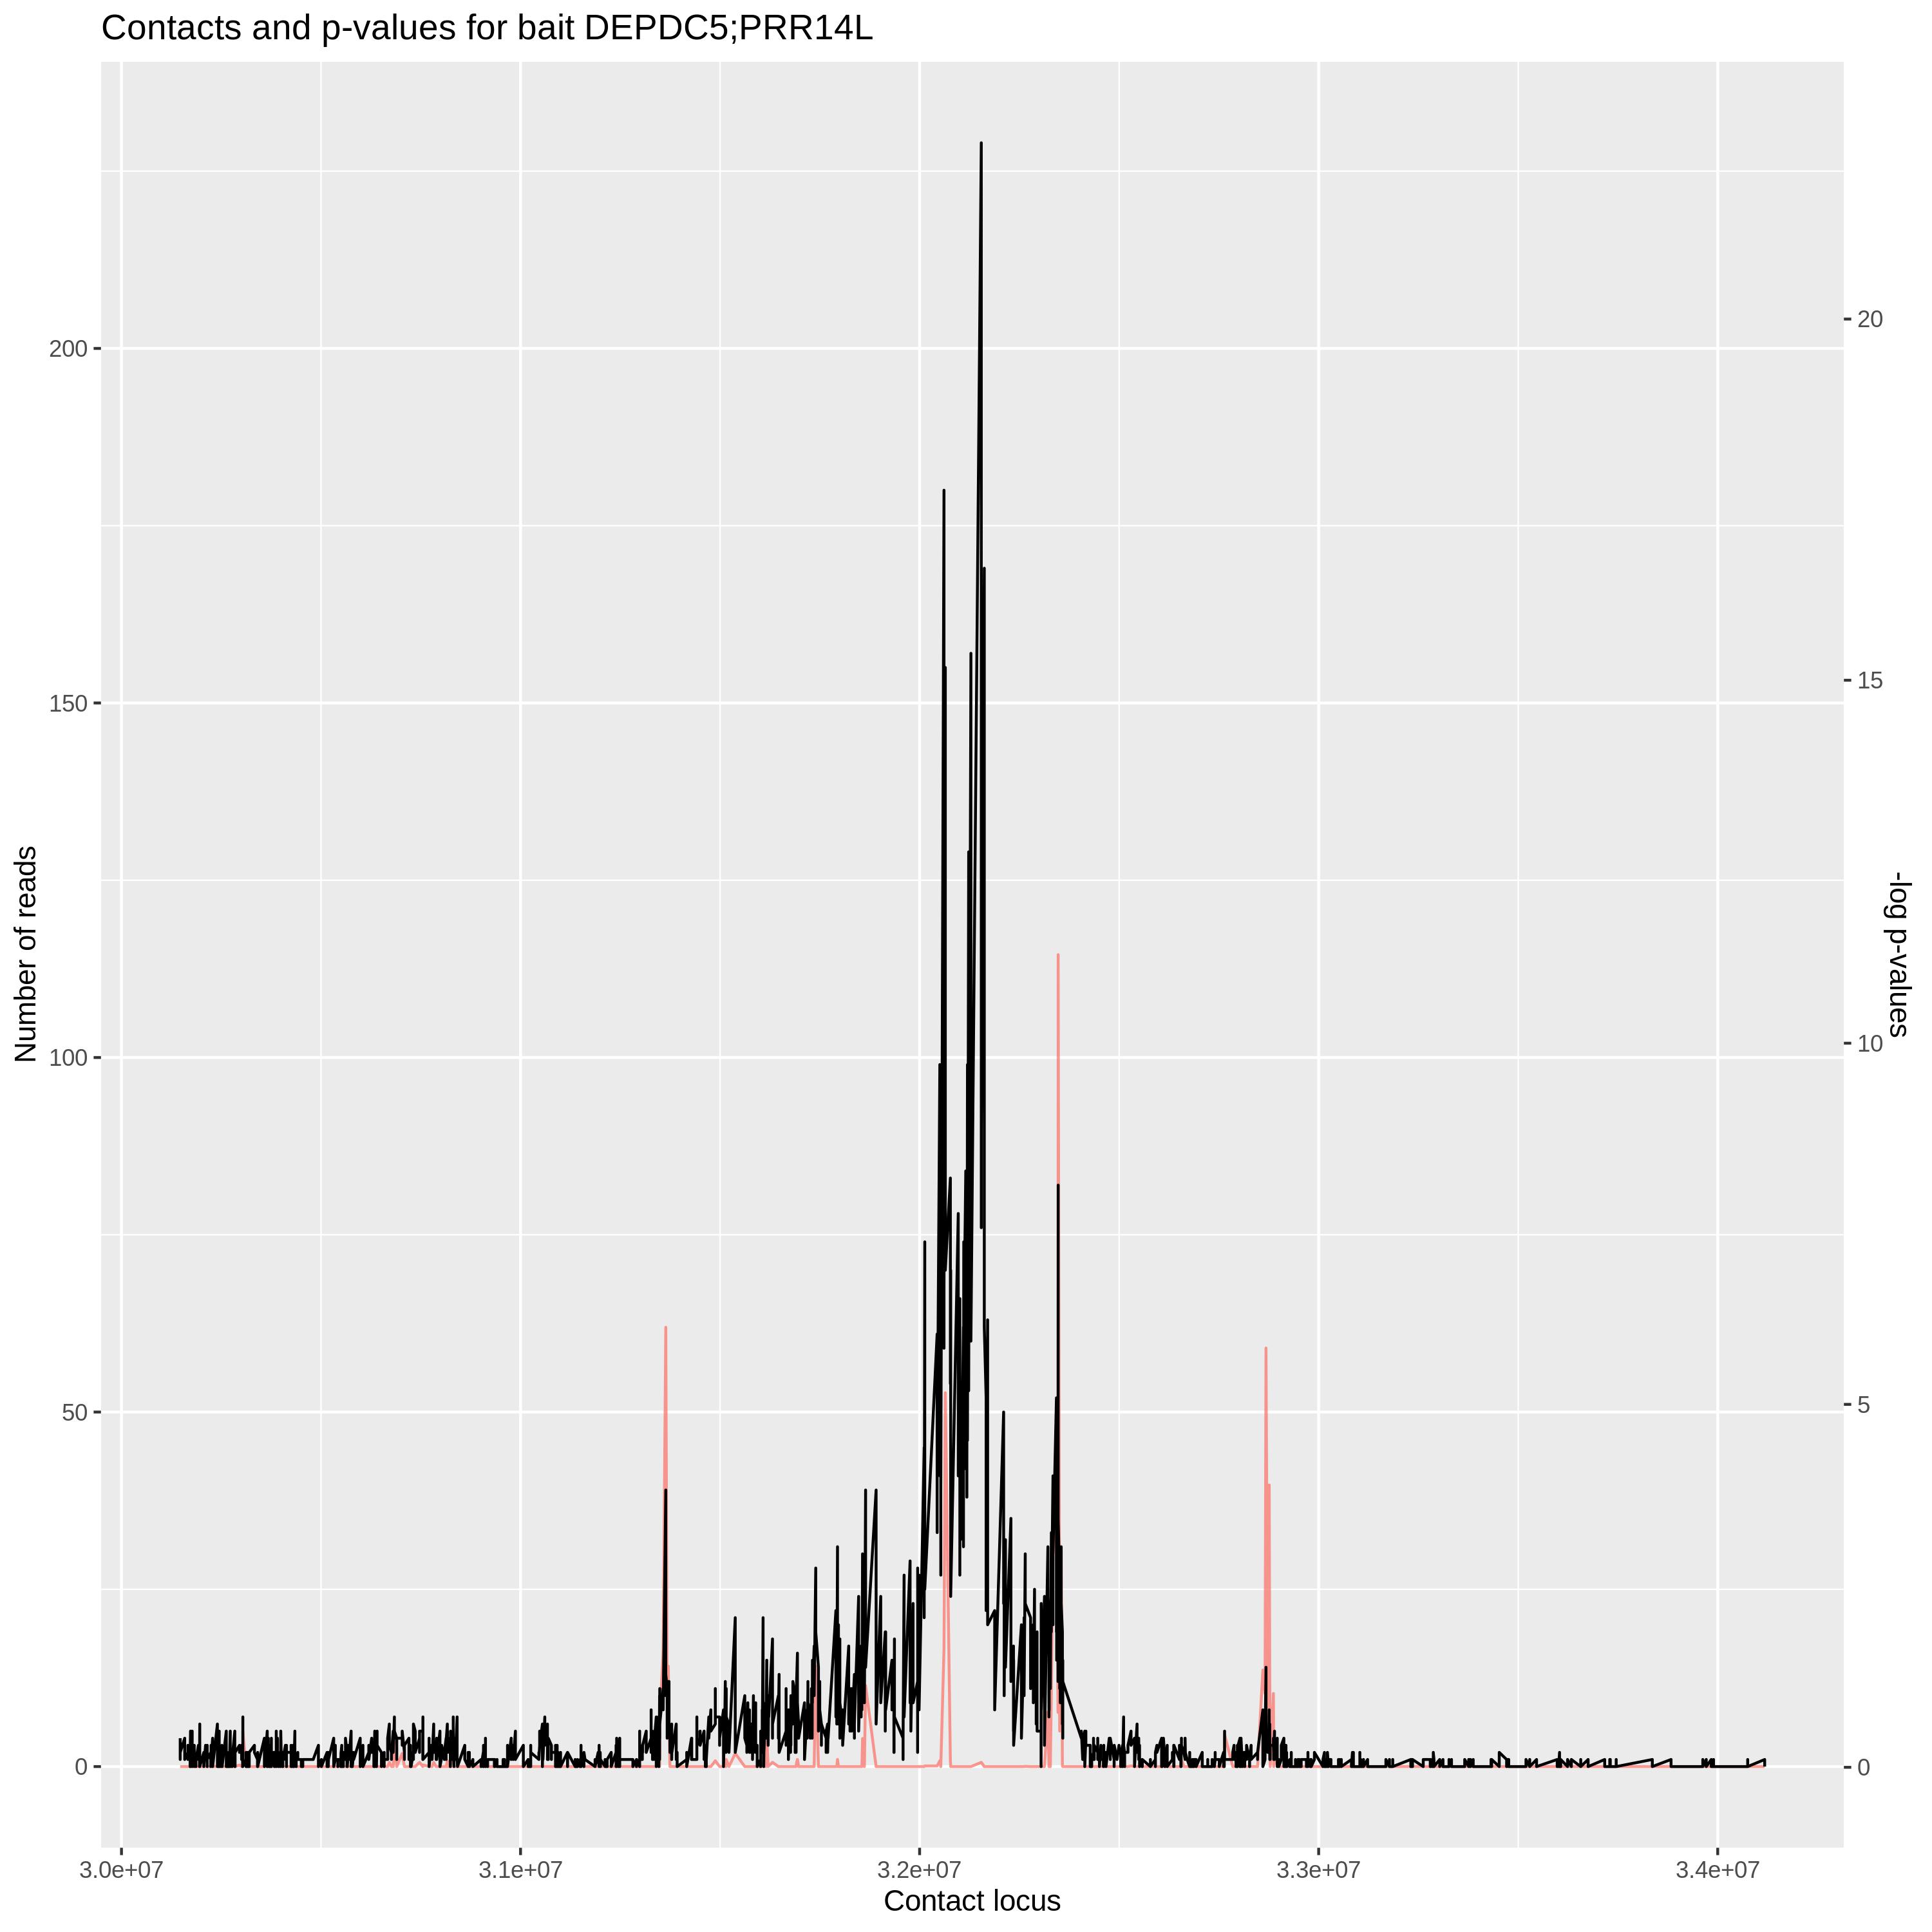 Contacts and p-values for bait DEPDC5;PRR14L
Number of reads
200
150
100
50
0
20
15
10
5
0
-log p-values
3.0e+07 3.1e+07 3.2e+07 3.3e+07 3.4e+07
Contact locus